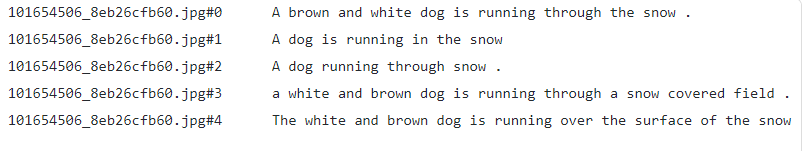 101654506_8eb26cfb60.jpg#0 A brown and white dog is running through the snow .
101654506_8eb26cfb60.jpg#1 A dog is running in the snow
101654506_8eb26cfb60.jpg#2 A dog running through snow .
101654506_8eb26cfb60.jpg#3 a white and brown dog is running through a snow covered field .
101654506_8eb26cfb60.jpg#4 The white and brown dog is running over the surface of the snow